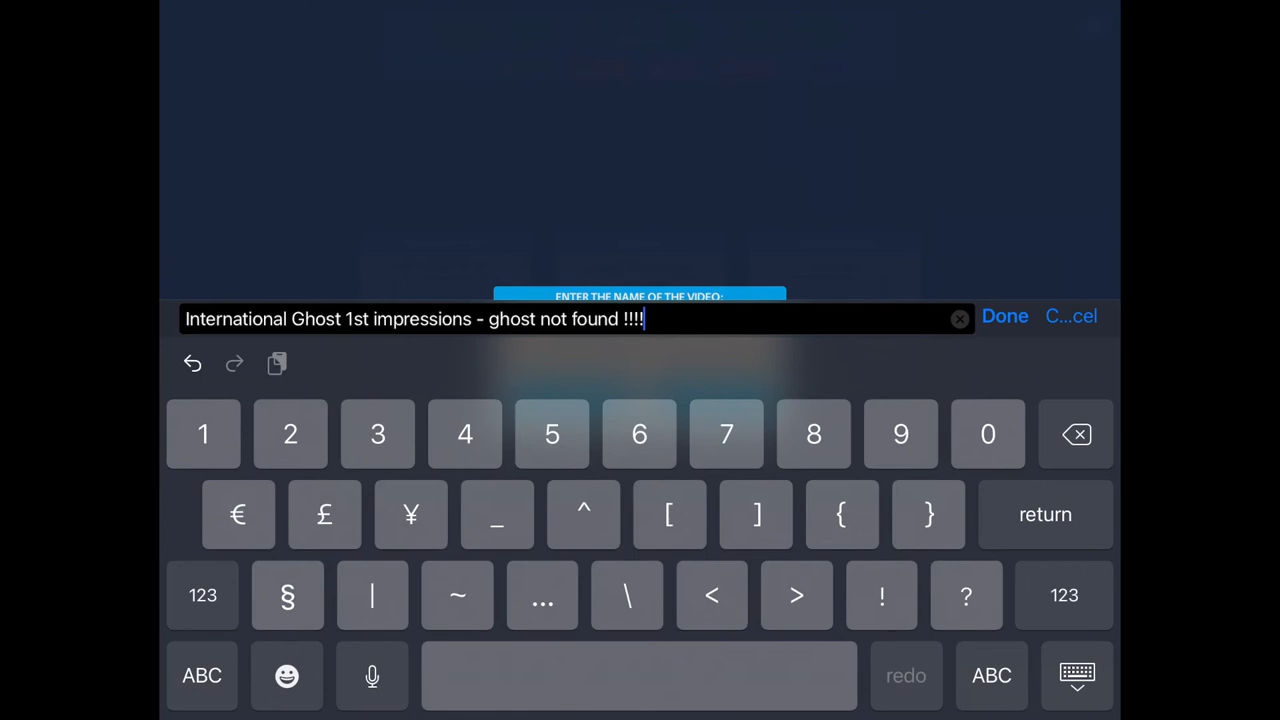 ENTER THE NAME OF THE VIDEO:
International Ghost 1st impressions - ghost not found !!!!
Done C...cel
1 2 3 4 5 6 7 8 9 0
€ £ ¥ _ ^ [ ] { } return
123 § | ~ ... \ < > ! ? 123
ABC redo ABC